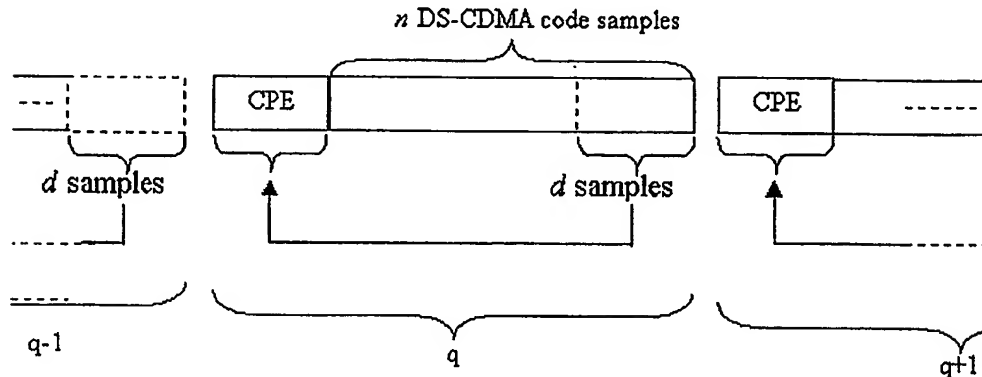 n DS-CDMA code samples
CPE
CPE
d samples
d samples
q-1
q
q+1